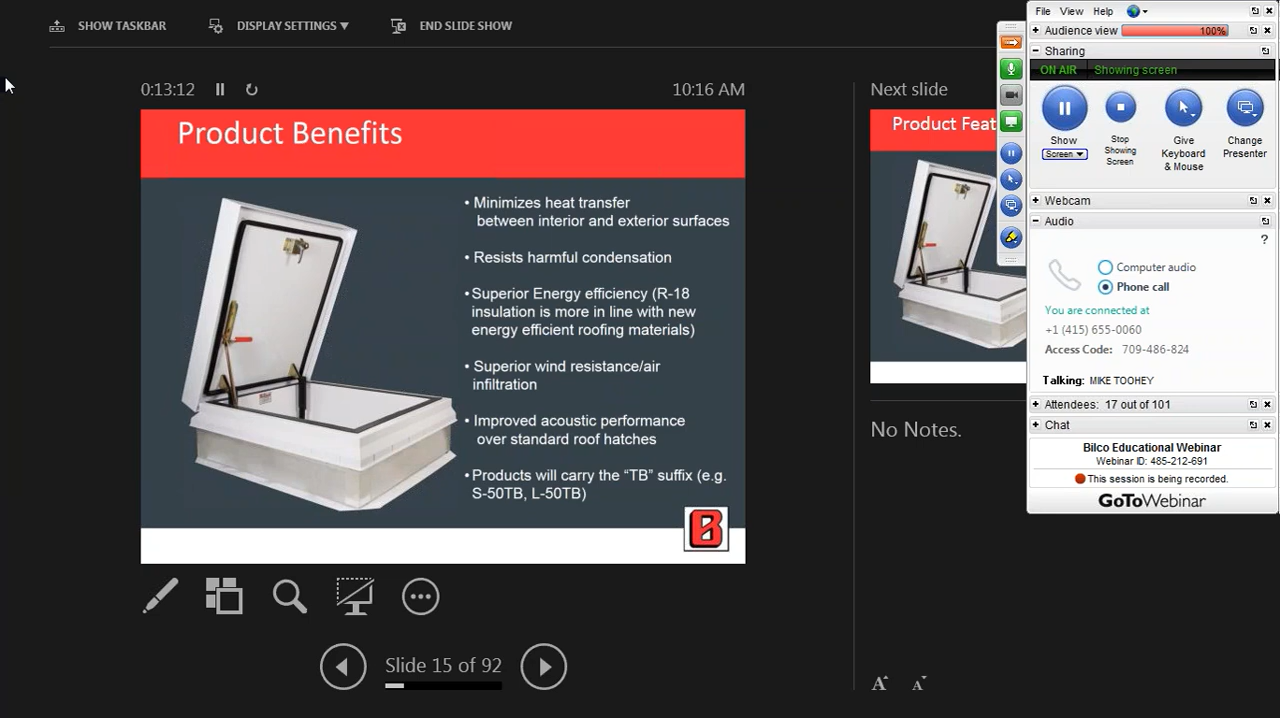 SHOW TASKBAR
DISPLAY SETTINGS ▼
END SLIDE SHOW
0:13:12
10:16 AM
Product Benefits
• Minimizes heat transfer
between interior and exterior surfaces
• Resists harmful condensation
• Superior Energy efficiency (R-18
insulation is more in line with new
energy efficient roofing materials)
• Superior wind resistance/air
infiltration
• Improved acoustic performance
over standard roof hatches
• Products will carry the “TB” suffix (e.g.
S-50TB, L-50TB)
B
Slide 15 of 92
Next slide
Product Feat
No Notes.
A A
File View Help
Audience view 100%
Sharing
ON AIR Showing screen
Show
Screen
Stop
Showing
Screen
Give
Keyboard
& Mouse
Change
Presenter
Webcam
Audio
?
Computer audio
Phone call
You are connected at
+1 (415) 655-0060
Access Code: 709-486-824
Talking: MIKE TOOHEY
Attendees: 17 out of 101
Chat
Bilco Educational Webinar
Webinar ID: 485-212-691
This session is being recorded.
GoToWebinar